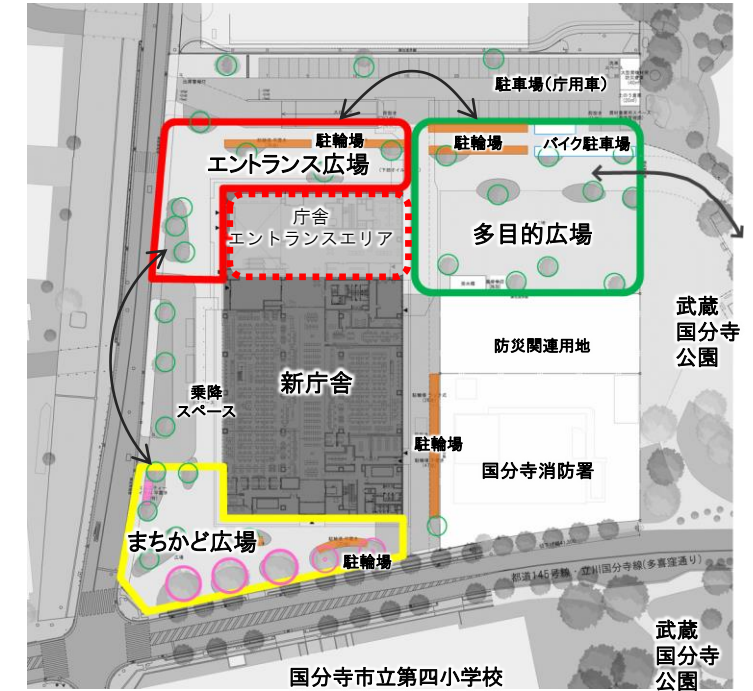 駐車場(庁用車)
駐輪場
エントランス広場
駐輪場
バイク駐車場
庁舎
エントランスエリア
多目的広場
武蔵
国分寺
公園
防災関連用地
新庁舎
乗降
スペース
駐輪場
国分寺消防署
まちかど広場
駐輪場
都道145号線・立川国分寺線(多喜窪通り)
武蔵
国分寺
公園
国分寺市立第四小学校